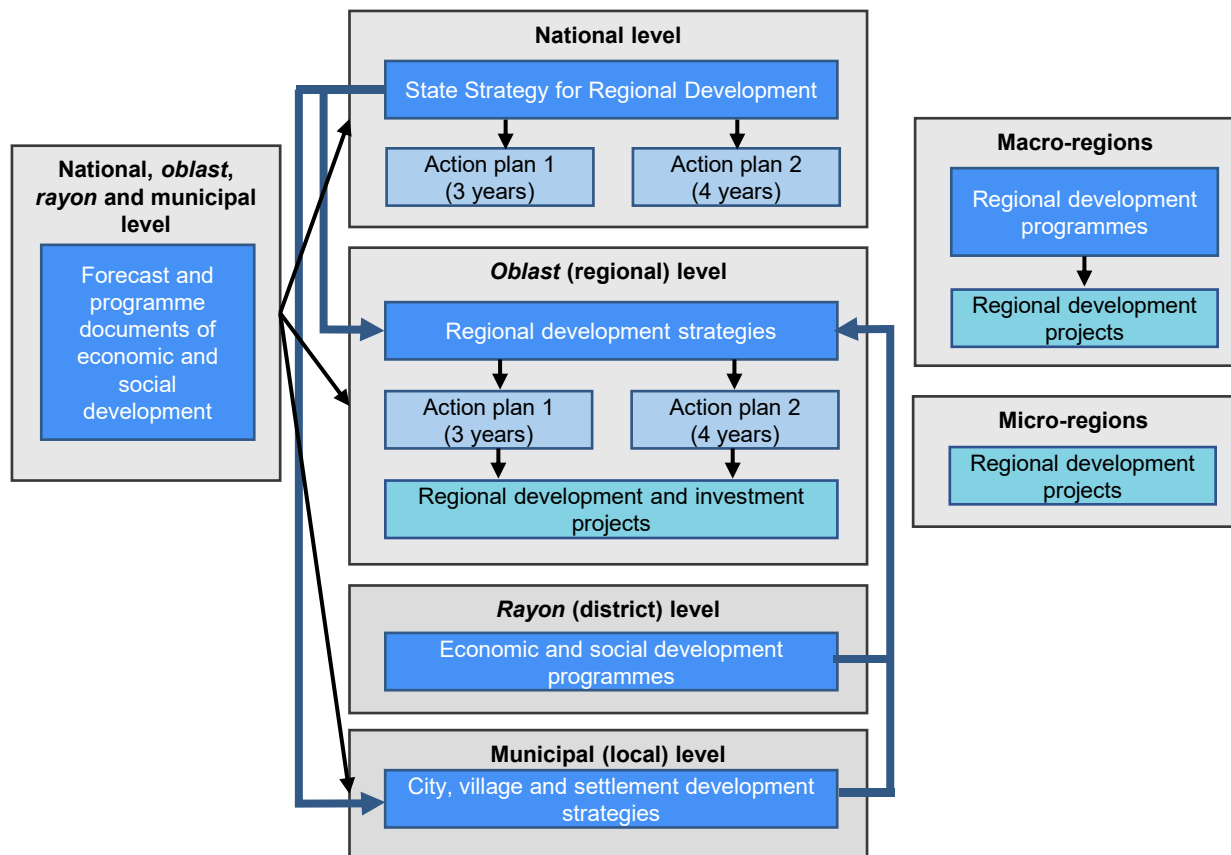 National, oblast,
rayon and municipal
level
Forecast and
programme
documents of
economic and
social
development
National level
State Strategy for Regional Development
Action plan 1
(3 years)
Action plan 2
(4 years)
Oblast (regional) level
Regional development strategies
Action plan 1
(3 years)
Action plan 2
(4 years)
Regional development and investment
projects
Rayon (district) level
Economic and social development
programmes
Municipal (local) level
City, village and settlement development
strategies
Macro-regions
Regional development
programmes
Regional development
projects
Micro-regions
Regional development
projects